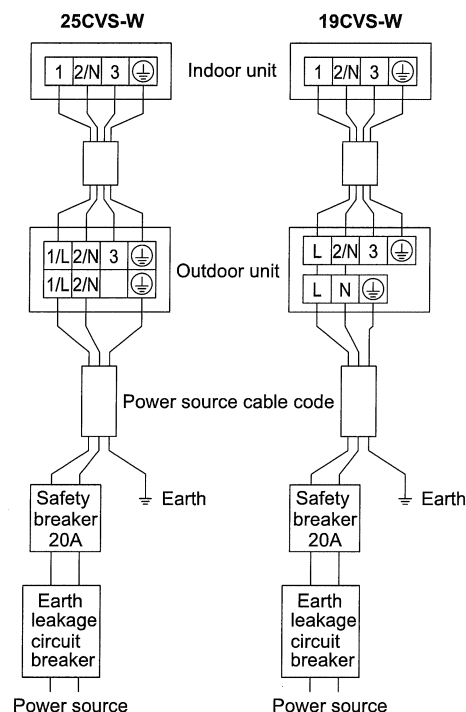 25CVS-W
19CVS-W
1 2/N 3
Indoor unit
1 2/N 3
1/L 2/N 3
1/L 2/N
Outdoor unit
L 2/N 3
L N
Power source cable code
Safety
breaker
20A
Earth
Safety
breaker
20A
Earth
Earth
leakage
circuit
breaker
Earth
leakage
circuit
breaker
Power source
Power source